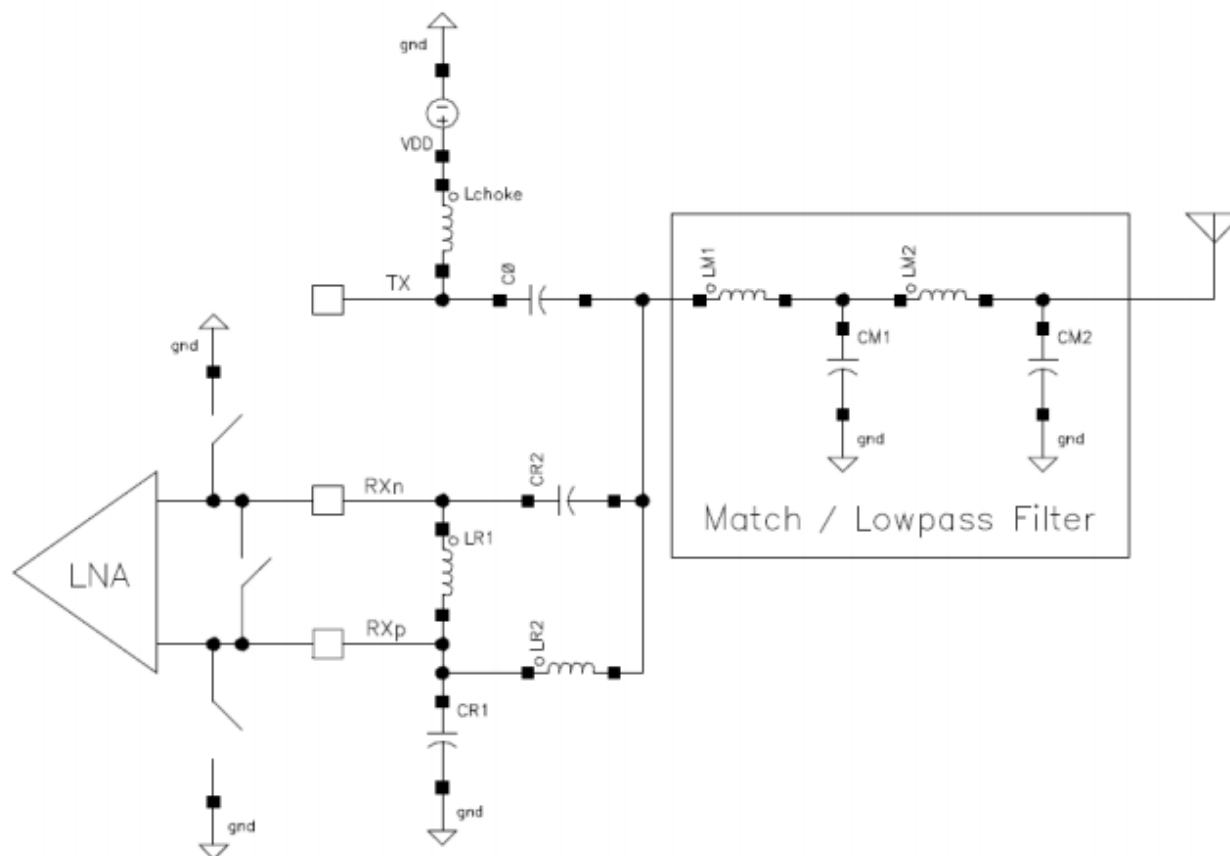 gnd
VDD
Lchoke
TX
C0
LM1
LM2
CM1
CM2
gnd
gnd
gnd
Match / Lowpass Filter
RXn
CR2
LR1
LNA
RXp
LR2
CR1
gnd
gnd